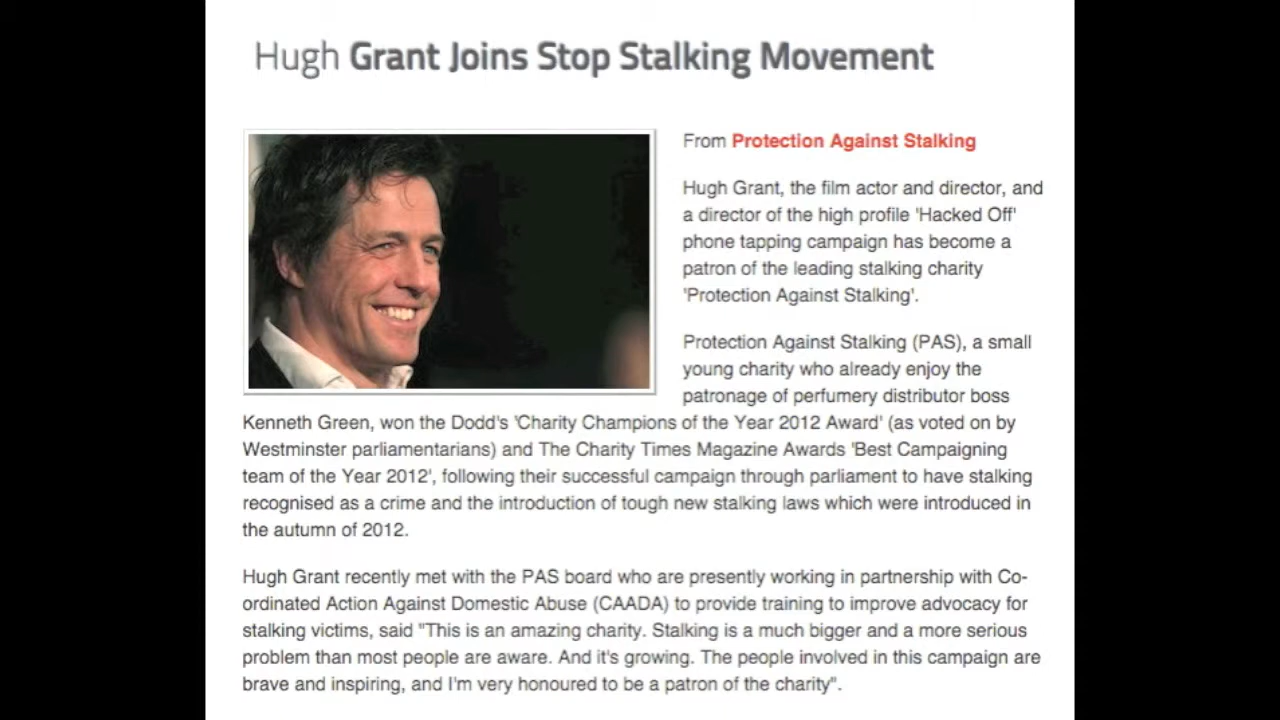 Hugh Grant Joins Stop Stalking Movement
From Protection Against Stalking
Hugh Grant, the film actor and director, and
a director of the high profile 'Hacked Off'
phone tapping campaign has become a
patron of the leading stalking charity
'Protection Against Stalking'.
Protection Against Stalking (PAS), a small
young charity who already enjoy the
patronage of perfumery distributor boss
Kenneth Green, won the Dodd's 'Charity Champions of the Year 2012 Award' (as voted on by
Westminster parliamentarians) and The Charity Times Magazine Awards 'Best Campaigning
team of the Year 2012', following their successful campaign through parliament to have stalking
recognised as a crime and the introduction of tough new stalking laws which were introduced in
the autumn of 2012.
Hugh Grant recently met with the PAS board who are presently working in partnership with Co-
ordinated Action Against Domestic Abuse (CAADA) to provide training to improve advocacy for
stalking victims, said "This is an amazing charity. Stalking is a much bigger and a more serious
problem than most people are aware. And it's growing. The people involved in this campaign are
brave and inspiring, and I'm very honoured to be a patron of the charity".